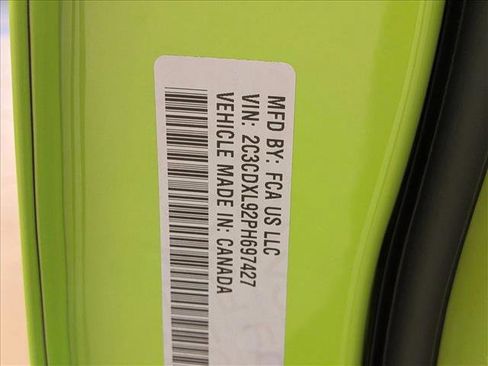 MFD BY: FCA US LLC
VIN: 2C3CDXL92PH697427
VEHICLE MADE IN: CANADA